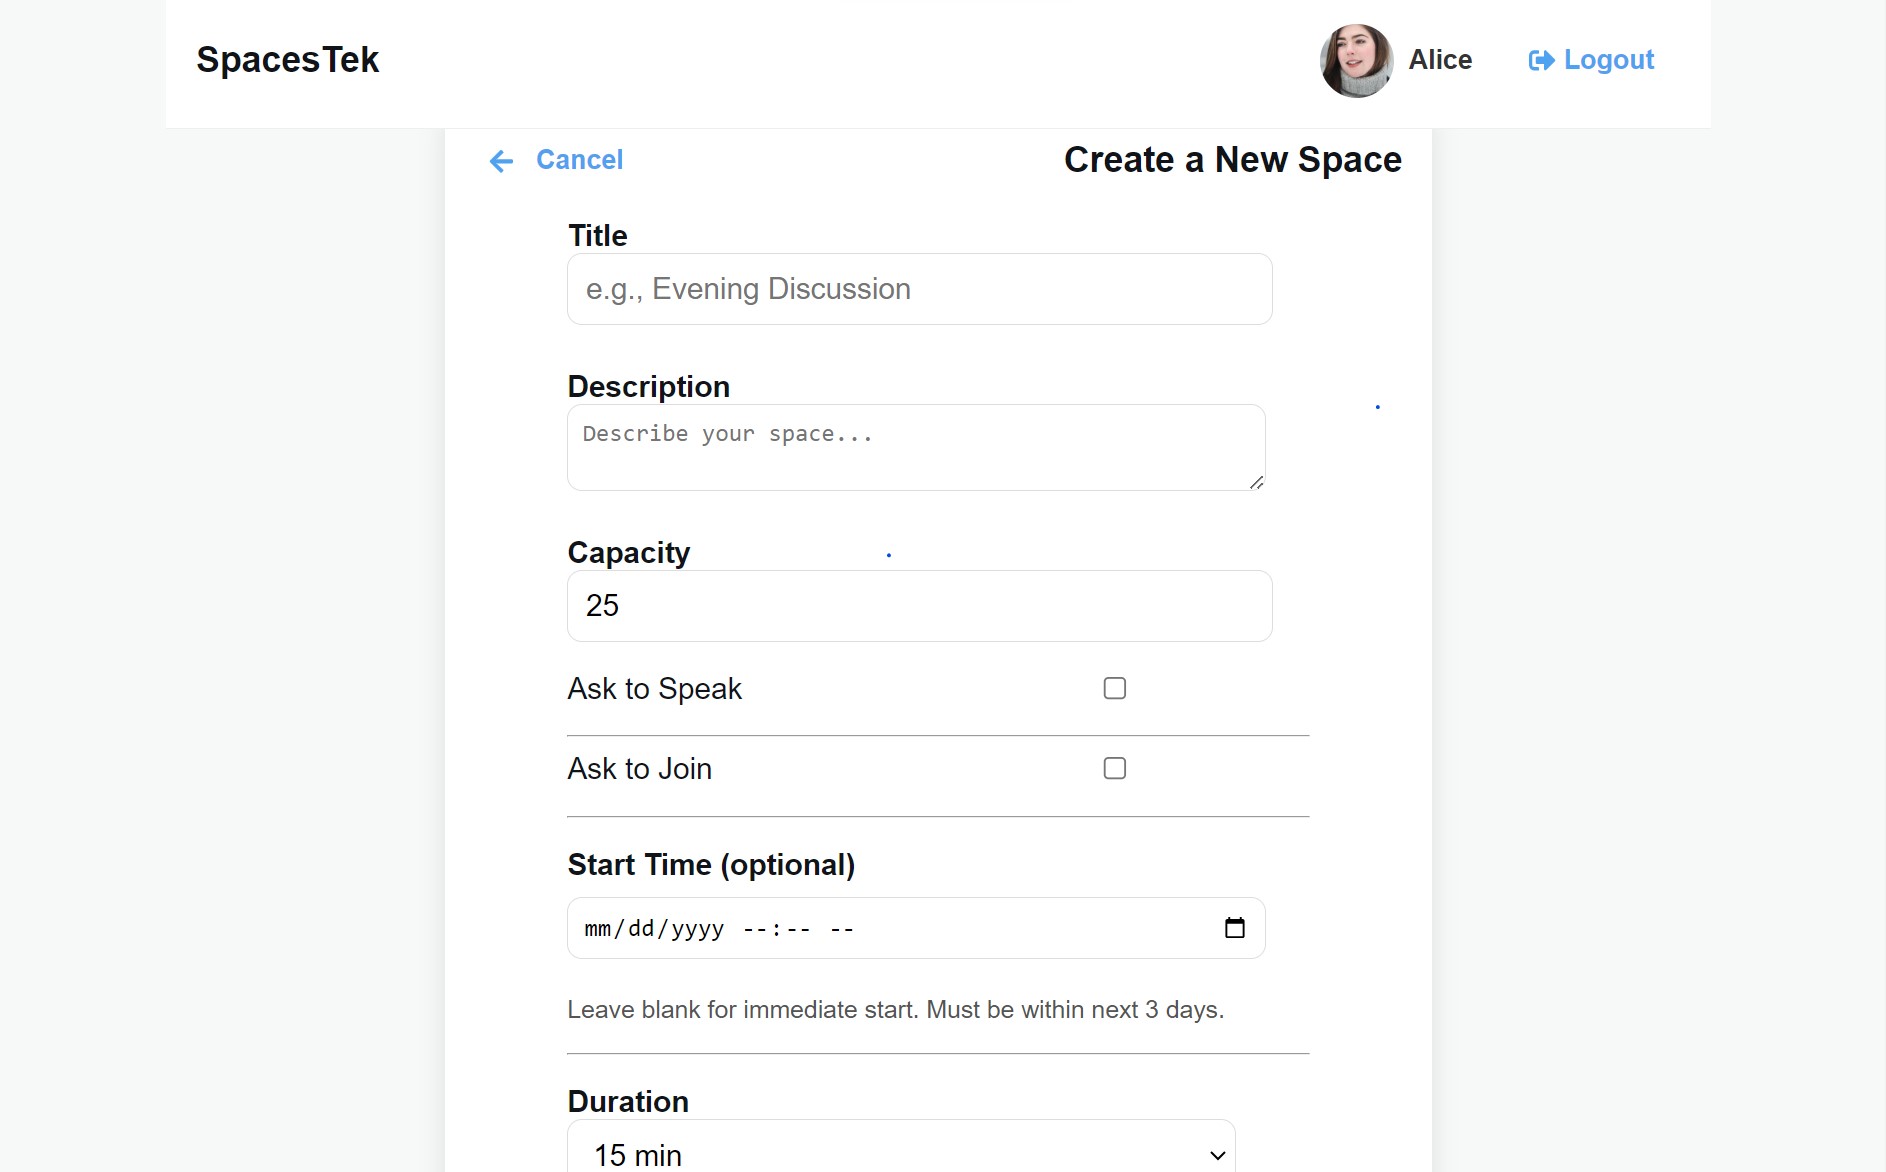 SpacesTek
Alice
Logout
Cancel
Create a New Space
Title
e.g., Evening Discussion
Description
Describe your space...
Capacity
25
Ask to Speak
Ask to Join
Start Time (optional)
mm/dd/yyyy --:-- --
Leave blank for immediate start. Must be within next 3 days.
Duration
15 min